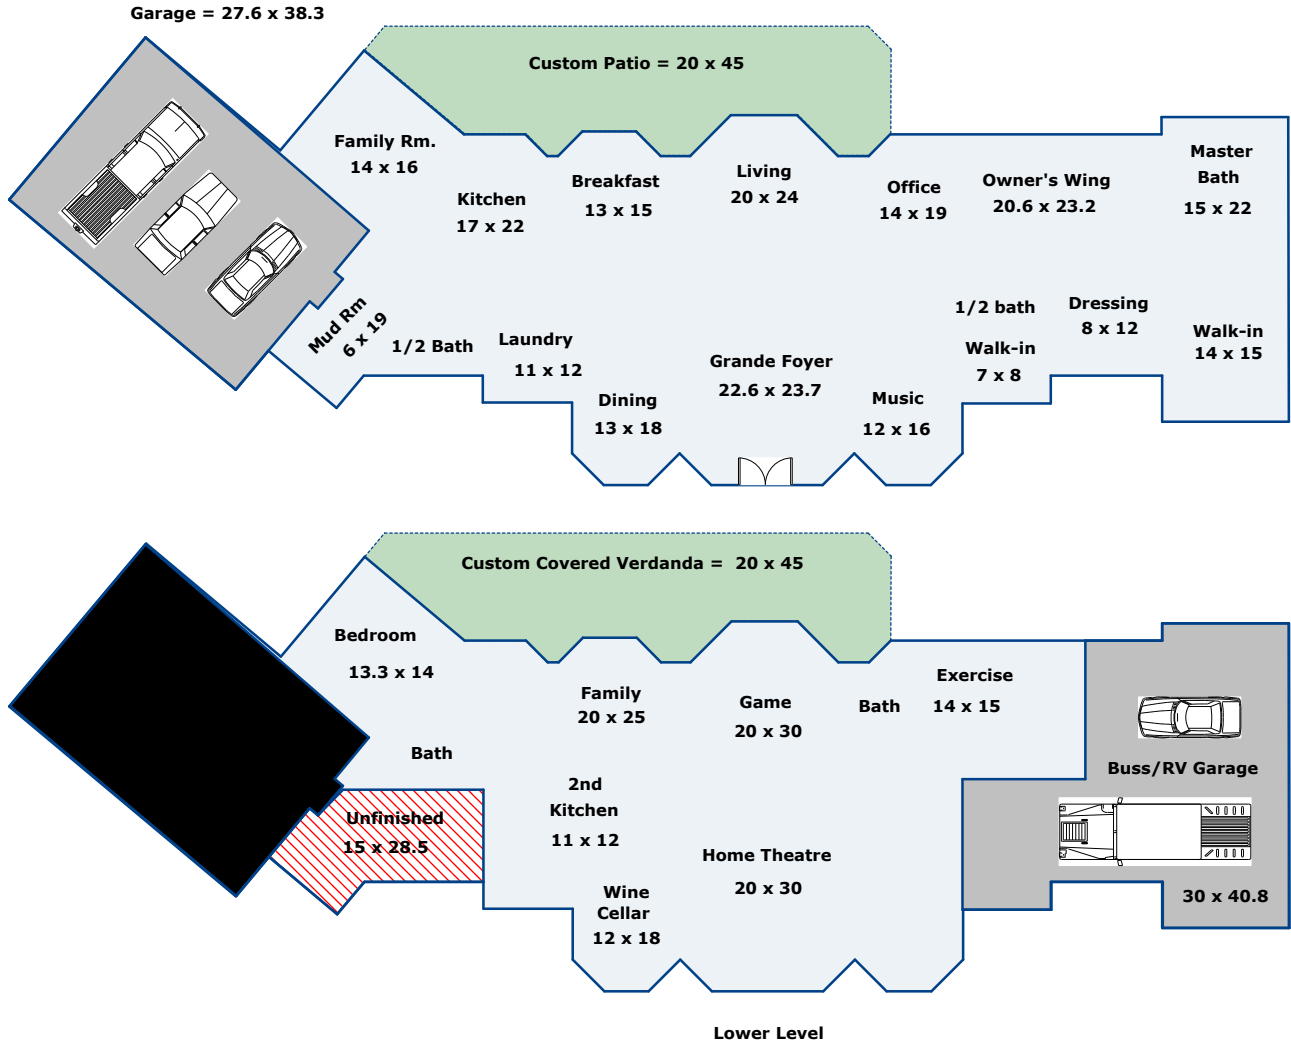 Garage = 27.6 x 38.3
Custom Patio = 20 x 45
Family Rm.
14 x 16
Kitchen
17 x 22
Breakfast
13 x 15
Living
20 x 24
Office
14 x 19
Owner's Wing
20.6 x 23.2
Master
Bath
15 x 22
Mud Rm
6 x 19
1/2 Bath
Laundry
11 x 12
Dining
13 x 18
Grande Foyer
22.6 x 23.7
Music
12 x 16
1/2 bath
Walk-in
7 x 8
Dressing
8 x 12
Walk-in
14 x 15
Custom Covered Verdanda =  20 x 45
Bedroom
13.3 x 14
Bath
Unfinished
15 x 28.5
Family
20 x 25
2nd
Kitchen
11 x 12
Wine
Cellar
12 x 18
Game
20 x 30
Home Theatre
20 x 30
Bath
Exercise
14 x 15
Buss/RV Garage
30 x 40.8
Lower Level